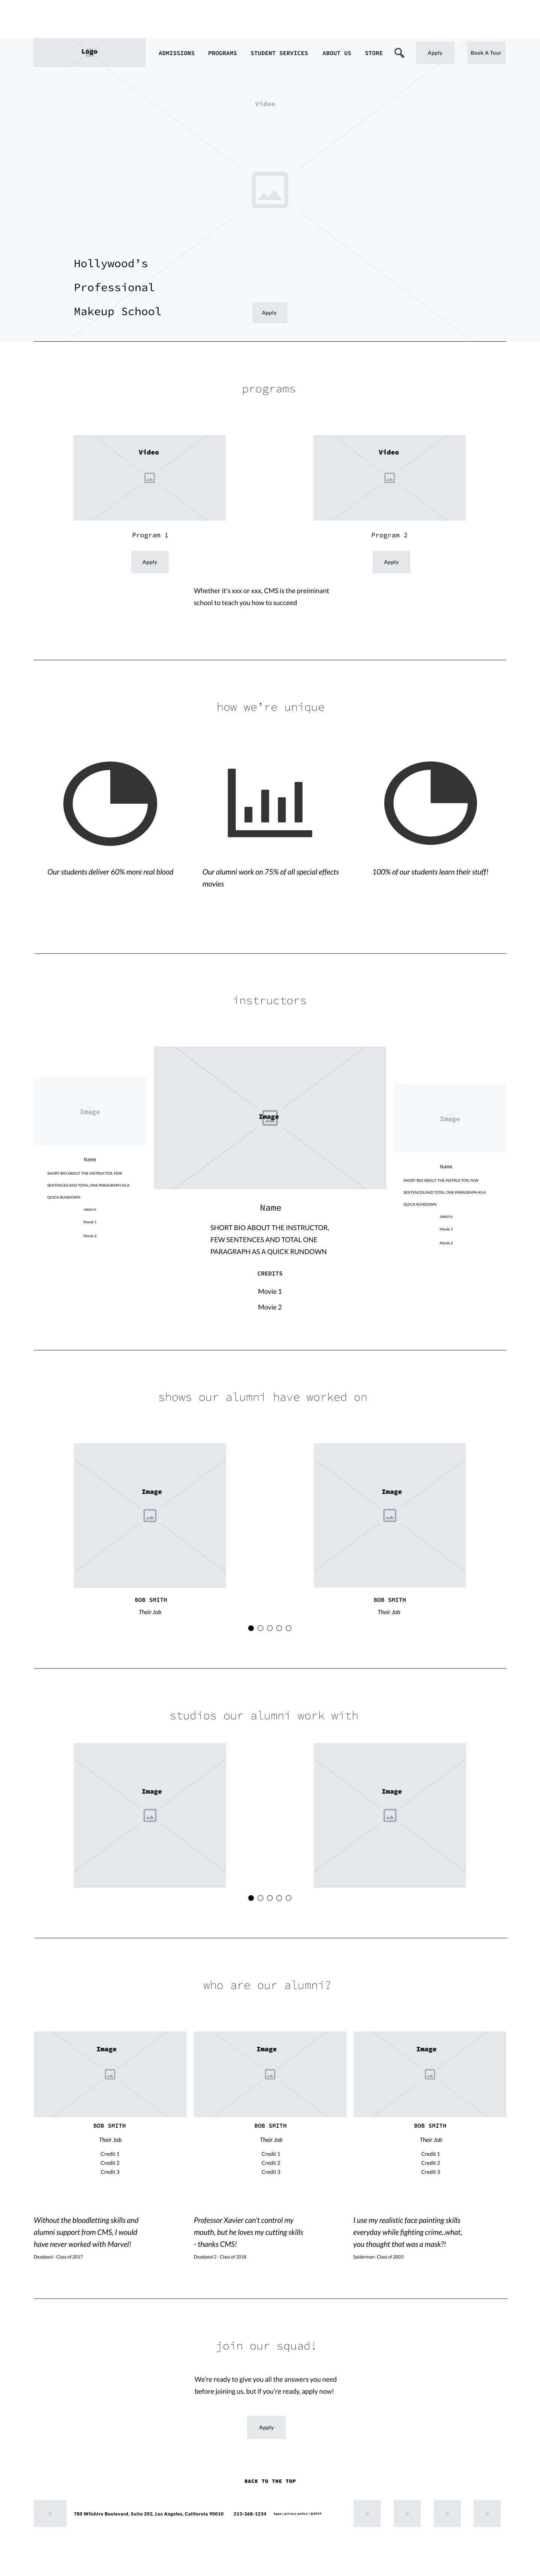 Logo
ADMISSIONS PROGRAMS STUDENT SERVICES ABOUT US STORE Apply Book A Tour
Video
Hollywood’s
Professional
Makeup School
Apply
programs
Video Video
Program 1 Program 2
Apply Apply
Whether it's xxx or xxx, CMS is the preiminant
school to teach you how to succeed
how we’re unique
Our students deliver 60% more real blood
Our alumni work on 75% of all special effects
movies
100% of our students learn their stuff!
instructors
Image
Name
SHORT BIO ABOUT THE INSTRUCTOR, FEW
SENTENCES AND TOTAL ONE PARAGRAPH AS A
QUICK RUNDOWN
CREDITS
Movie 1
Movie 2
Image
Name
SHORT BIO ABOUT THE INSTRUCTOR,
FEW SENTENCES AND TOTAL ONE
PARAGRAPH AS A QUICK RUNDOWN
CREDITS
Movie 1
Movie 2
Image
Name
SHORT BIO ABOUT THE INSTRUCTOR, FEW
SENTENCES AND TOTAL ONE PARAGRAPH AS A
QUICK RUNDOWN
CREDITS
Movie 1
Movie 2
shows our alumni have worked on
Image Image
BOB SMITH BOB SMITH
Their Job Their Job
studios our alumni work with
Image Image
who are our alumni?
Image Image Image
BOB SMITH BOB SMITH BOB SMITH
Their Job Their Job Their Job
Credit 1 Credit 1 Credit 1
Credit 2 Credit 2 Credit 2
Credit 3 Credit 3 Credit 3
Without the bloodletting skills and
alumni support from CMS, I would
have never worked with Marvel!
Deadpool - Class of 2017
Professor Xavier can’t control my
mouth, but he loves my cutting skills
- thanks CMS!
Deadpool 2 - Class of 2018
I use my realistic face painting skills
everyday while fighting crime..what,
you thought that was a mask?!
Spiderman- Class of 2003
join our squad!
We’re ready to give you all the answers you need
before joining us, but if you’re ready, apply now!
Apply
BACK TO THE TOP
780 Wilshire Boulevard, Suite 202, Los Angeles, California 90010 213-368-1234 | privacy policy | @2019